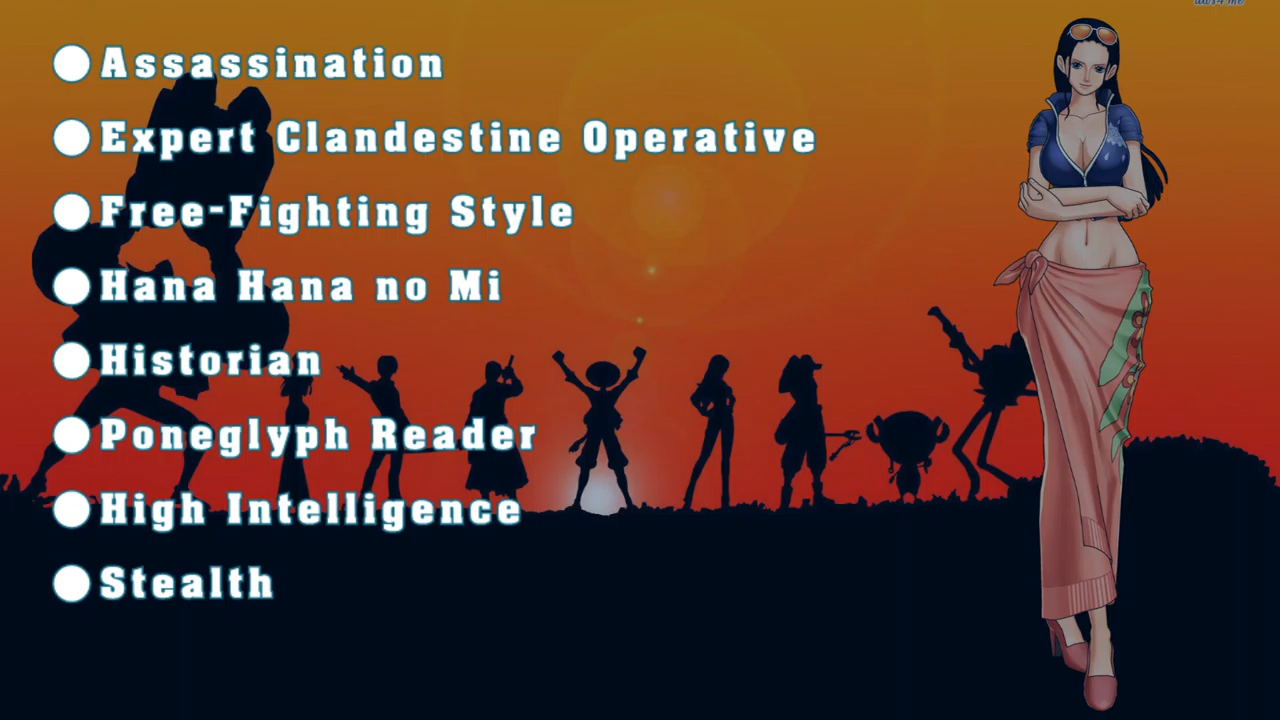 Assassination
Expert Clandestine Operative
Free-Fighting Style
Hana Hana no Mi
Historian
Poneglyph Reader
High Intelligence
Stealth